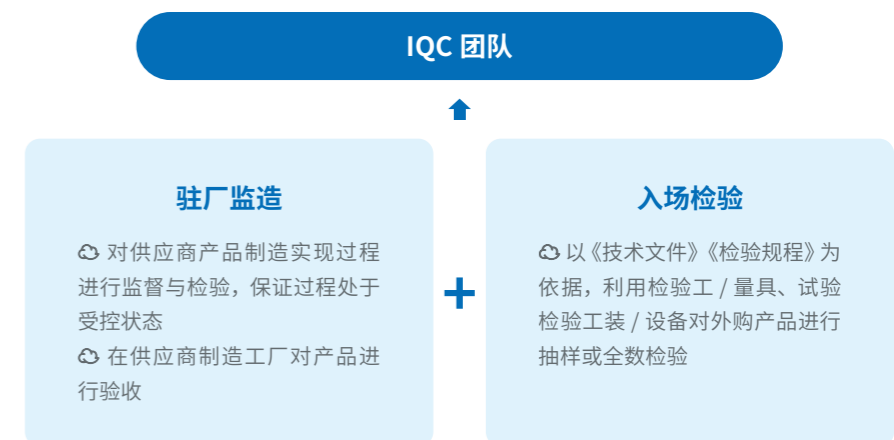 IQC 团队
驻厂监造
对供应商产品制造实现过程
进行监督与检验，保证过程处于
受控状态
在供应商制造工厂对产品进
行验收
+
入场检验
以《技术文件》《检验规程》为
依据，利用检验工 / 量具、试验
检验工装 / 设备对外购产品进行
抽样或全数检验